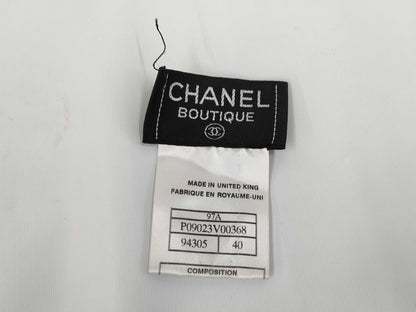 CHANEL
BOUTIQUE
MADE IN UNITED KING
FABRIQUE EN ROYAUME-UNI
97A
P09023V00368
94305 40
COMPOSITION